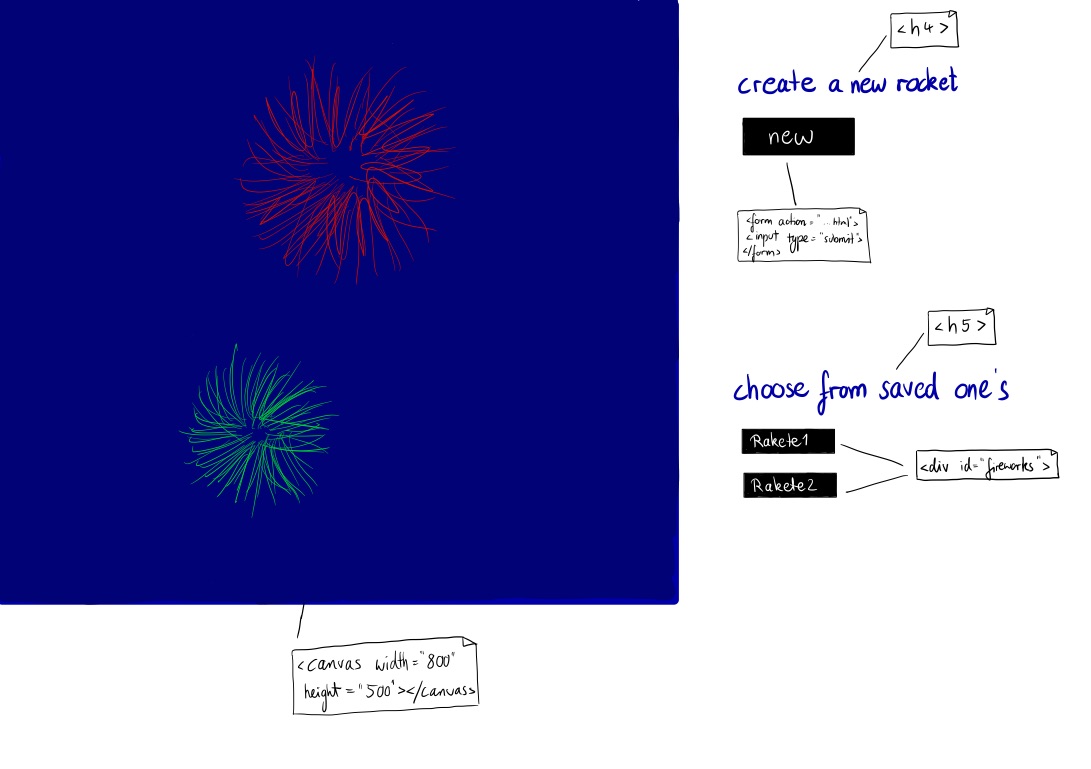 <h4>
create a new rocket
new
<form action="...html">
<input type="submit">
</form>
<h5>
choose from saved one's
Rakete1
Rakete2
<div id="fireworks">
<canvas width="800"
height="500"></canvas>